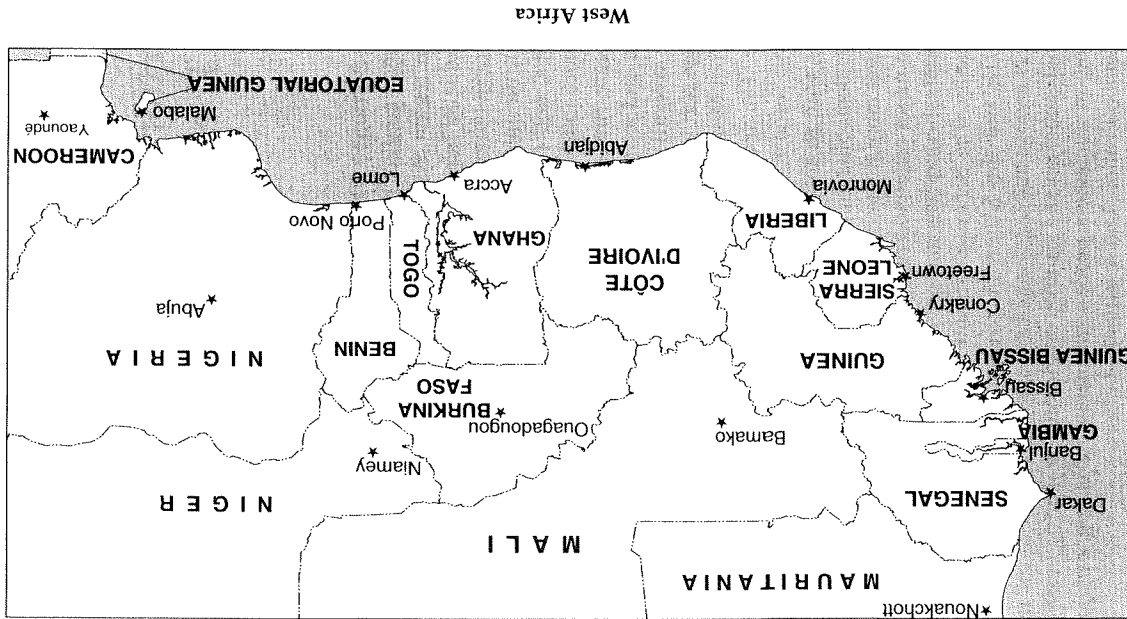 Nouakchott
MAURITANIA
MALI
NIGER
Dakar
SENEGAL
Niamey
Banjul
GAMBIA
Bamako
Ouagadougou
BURKINA
FASO
Bissau
GUINEA BISSAU
GUINEA
BENIN
NIGERIA
Conakry
Abuja
SIERRA
LEONE
Freetown
CÔTE
D'IVOIRE
GHANA
TOGO
LIBERIA
Monrovia
Porto Novo
Accra
Lome
Abidjan
CAMEROON
Yaoundé
Malabo
EQUATORIAL GUINEA
West Africa